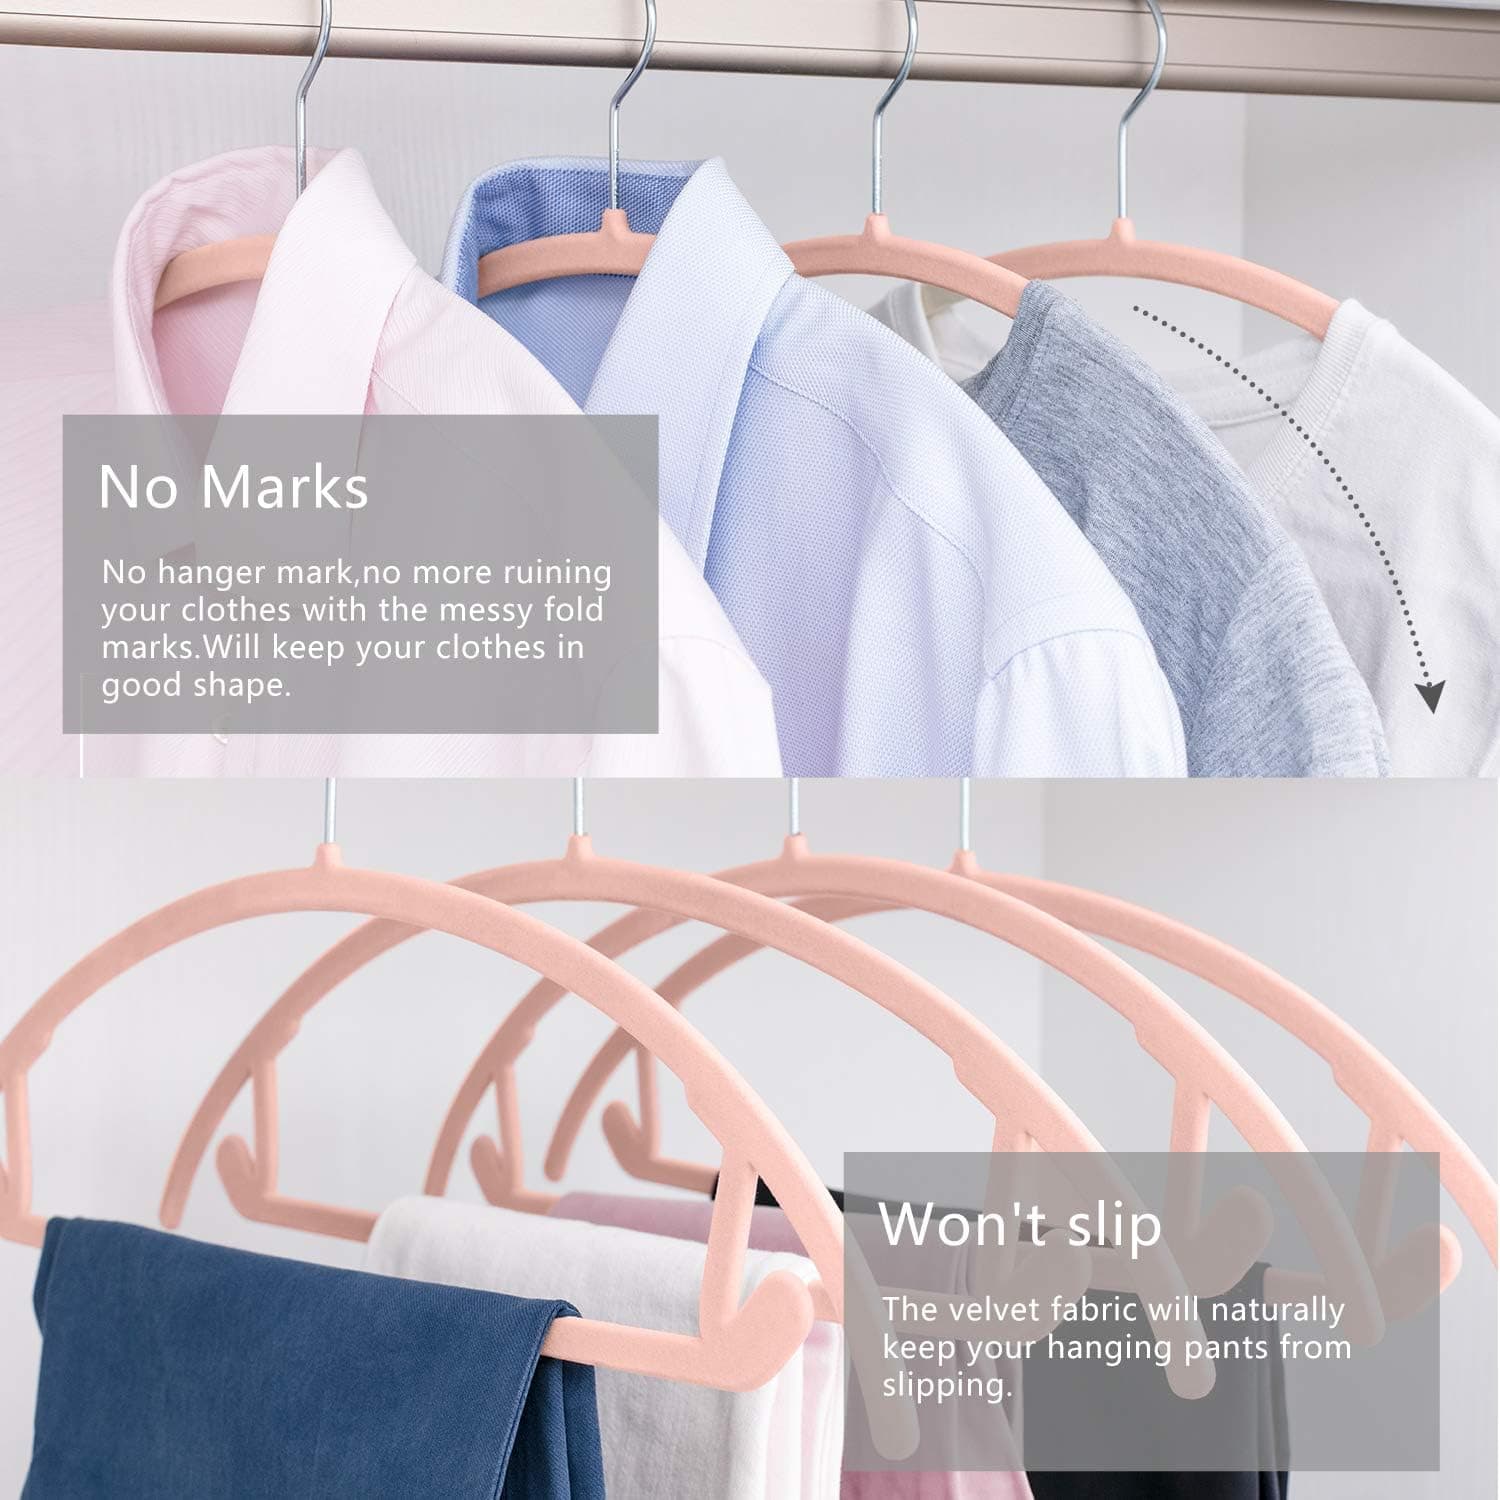 No Marks
No hanger mark,no more ruining
your clothes with the messy fold
marks.Will keep your clothes in
good shape.
Won't slip
The velvet fabric will naturally
keep your hanging pants from
slipping.